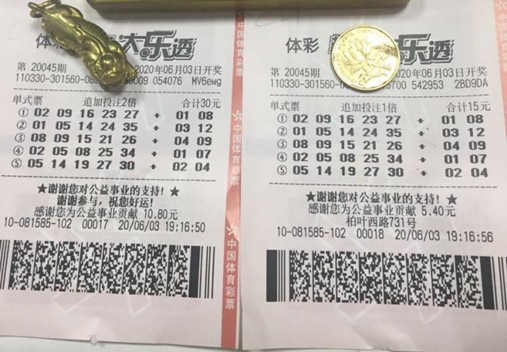 体彩
大乐透
第 20045期
2020年06月03日开奖
110330-301560-0
009 054076 MV6ewg
单式票 追加投注2倍 合计30元
① 02 09 16 23 27 + 01 08
② 01 05 14 24 35 + 03 12
③ 08 09 15 21 26 + 04 09
④ 02 05 08 25 34 + 01 07
⑤ 05 14 19 27 30 + 02 04
★谢谢您对公益事业的支持!
谢谢参与,祝您好运!
感谢您为公益事业贡献 10.80元
10-081585-102 00017 20/06/03 19:16:50
中国体育彩票
中国体育彩票
体彩
乐透
第 20045期
年06月03日开奖
110330-301560-0
700 542953 2BD9DA
单式票 追加投注1倍 合计15元
① 02 09 16 23 27 + 01 08
② 01 05 14 24 35 + 03 12
③ 08 09 15 21 26 + 04 09
④ 02 05 08 25 34 + 01 07
⑤ 05 14 19 27 30 + 02 04
★谢谢您对公益事业的支持!★
感谢您为公益事业贡献 5.40元
柏叶西路731号
10-081585-102 00018 20/06/03 19:16:56